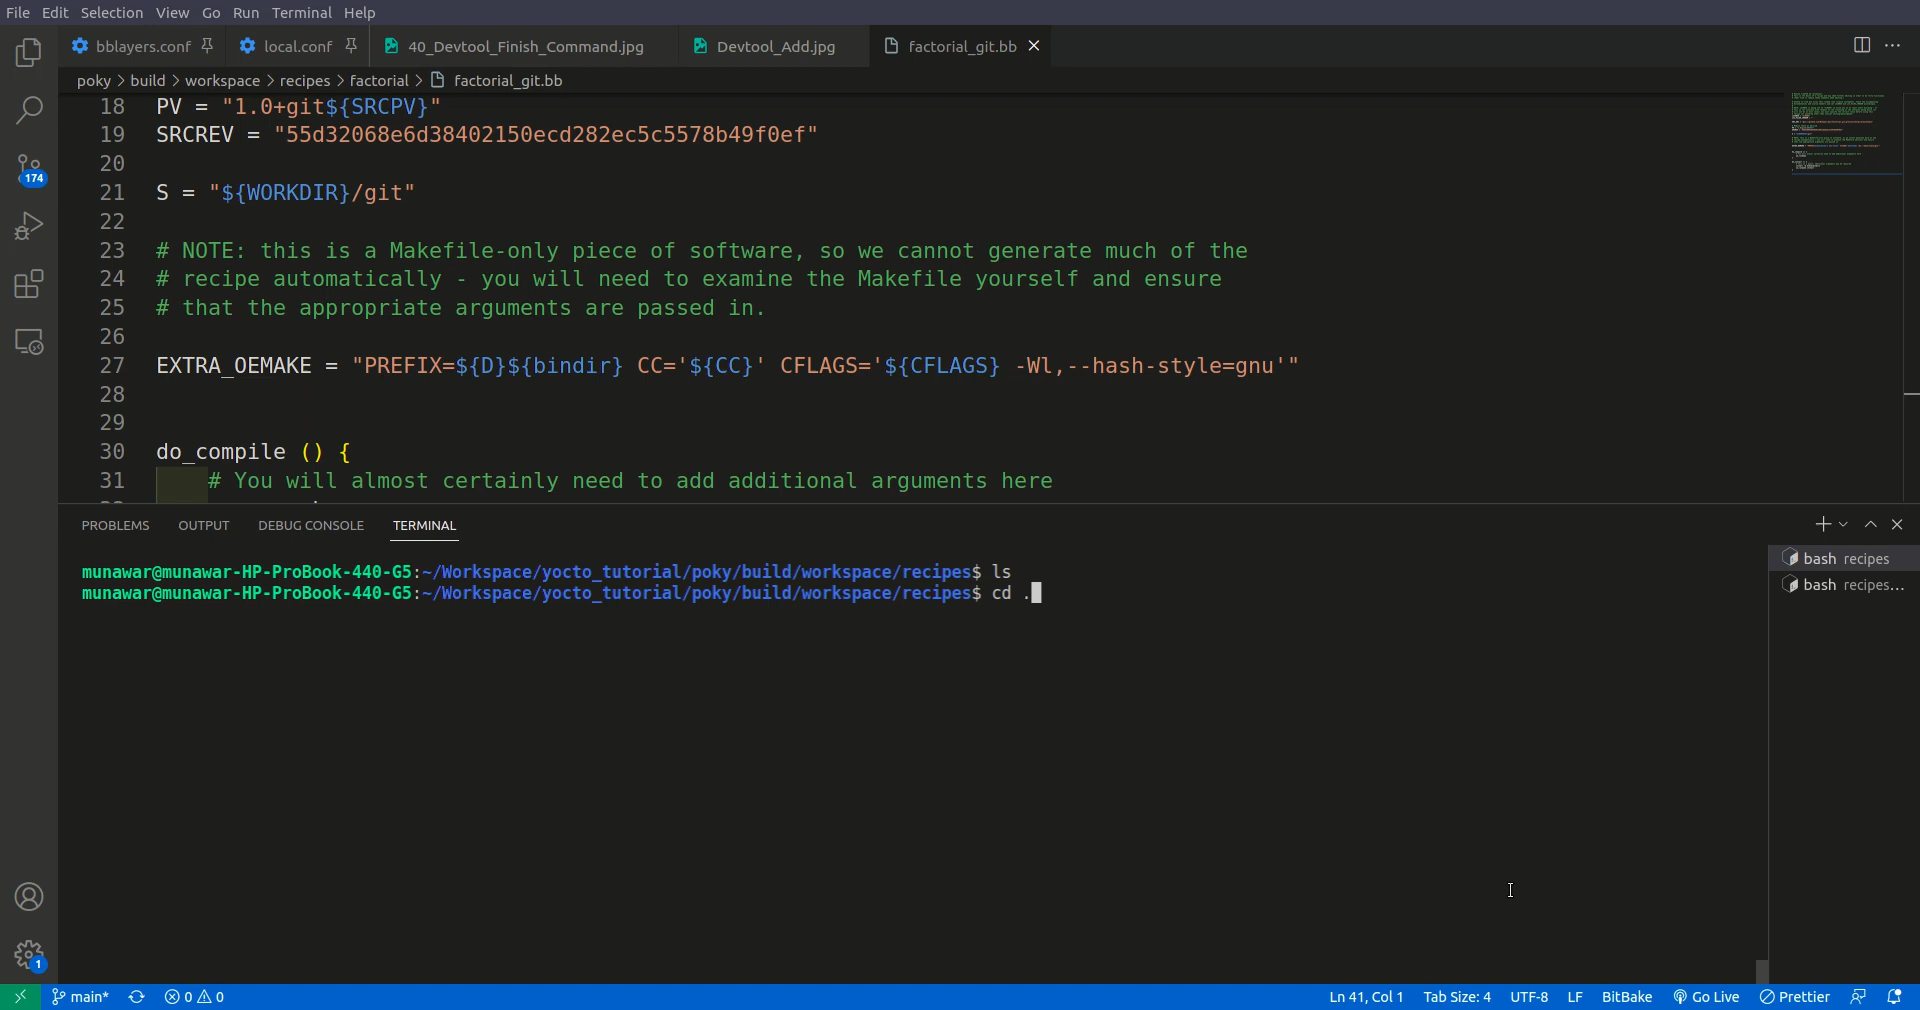 File Edit Selection View Go Run Terminal Help
bblayers.conf local.conf 40_Devtool_Finish_Command.jpg Devtool_Add.jpg factorial_git.bb
poky > build > workspace > recipes > factorial > factorial_git.bb
18 PV = "1.0+git${SRCPV}"
19 SRCREV = "55d32068e6d38402150ecd282ec5c5578b49f0ef"
20
21 S = "${WORKDIR}/git"
22
23 # NOTE: this is a Makefile-only piece of software, so we cannot generate much of the
24 # recipe automatically - you will need to examine the Makefile yourself and ensure
25 # that the appropriate arguments are passed in.
26
27 EXTRA_OEMAKE = "PREFIX=${D}${bindir} CC='${CC}' CFLAGS='${CFLAGS} -Wl,--hash-style=gnu'"
28
29
30 do_compile () {
31 # You will almost certainly need to add additional arguments here
174
PROBLEMS OUTPUT DEBUG CONSOLE TERMINAL
munawar@munawar-HP-ProBook-440-G5:~/Workspace/yocto_tutorial/poky/build/workspace/recipes$ ls
munawar@munawar-HP-ProBook-440-G5:~/Workspace/yocto_tutorial/poky/build/workspace/recipes$ cd .
bash recipes
bash recipes...
1
main* 0 0 Ln 41, Col 1 Tab Size: 4 UTF-8 LF BitBake Go Live Prettier